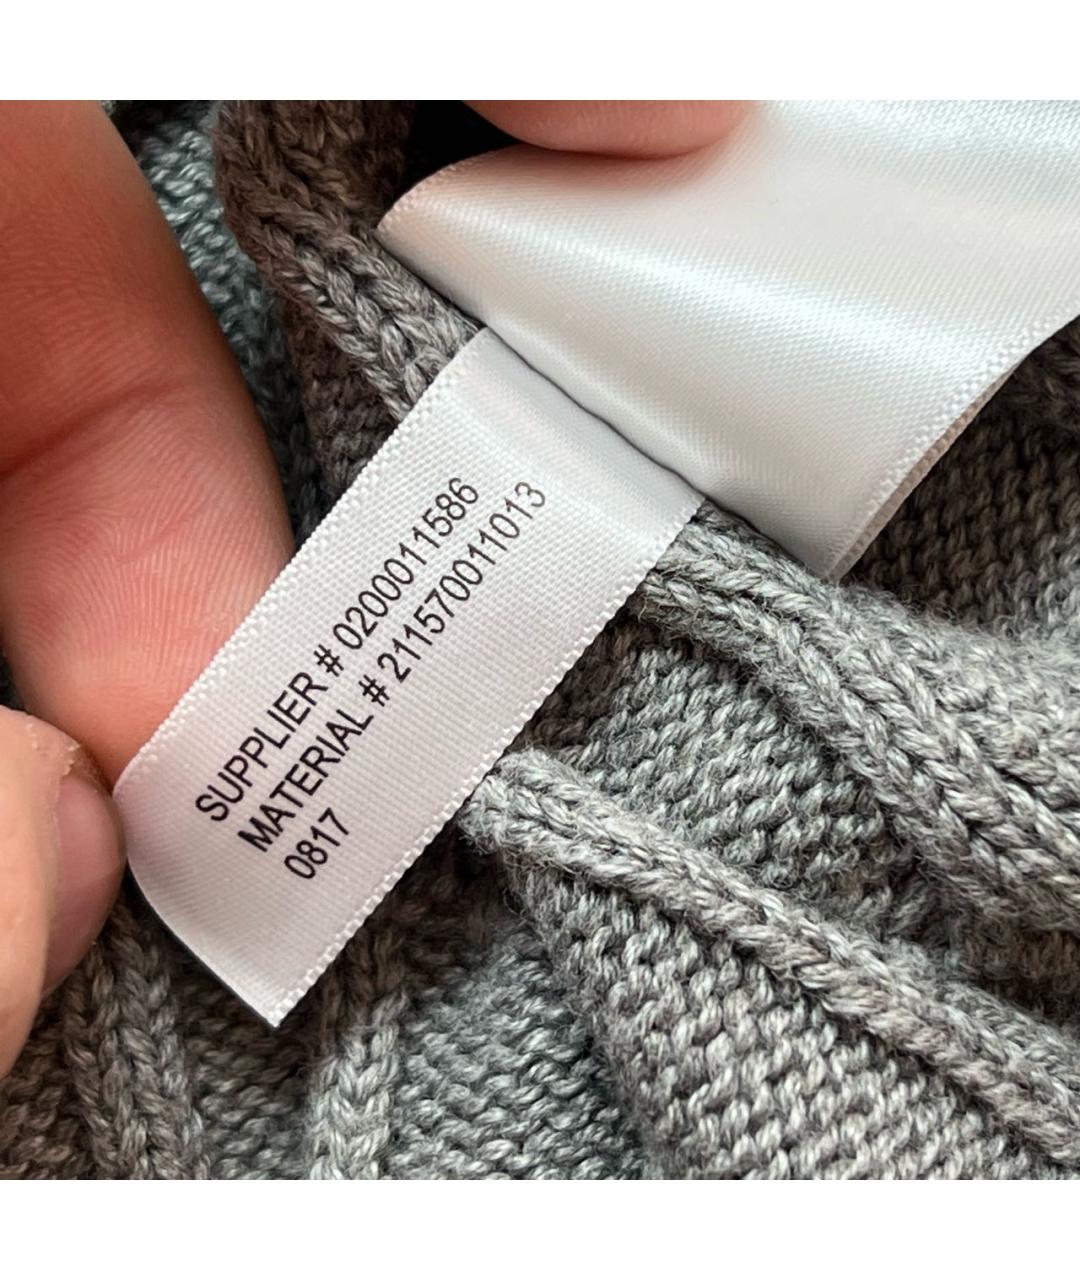 SUPPLIER # 0200011586
MATERIAL # 211570011013
0817